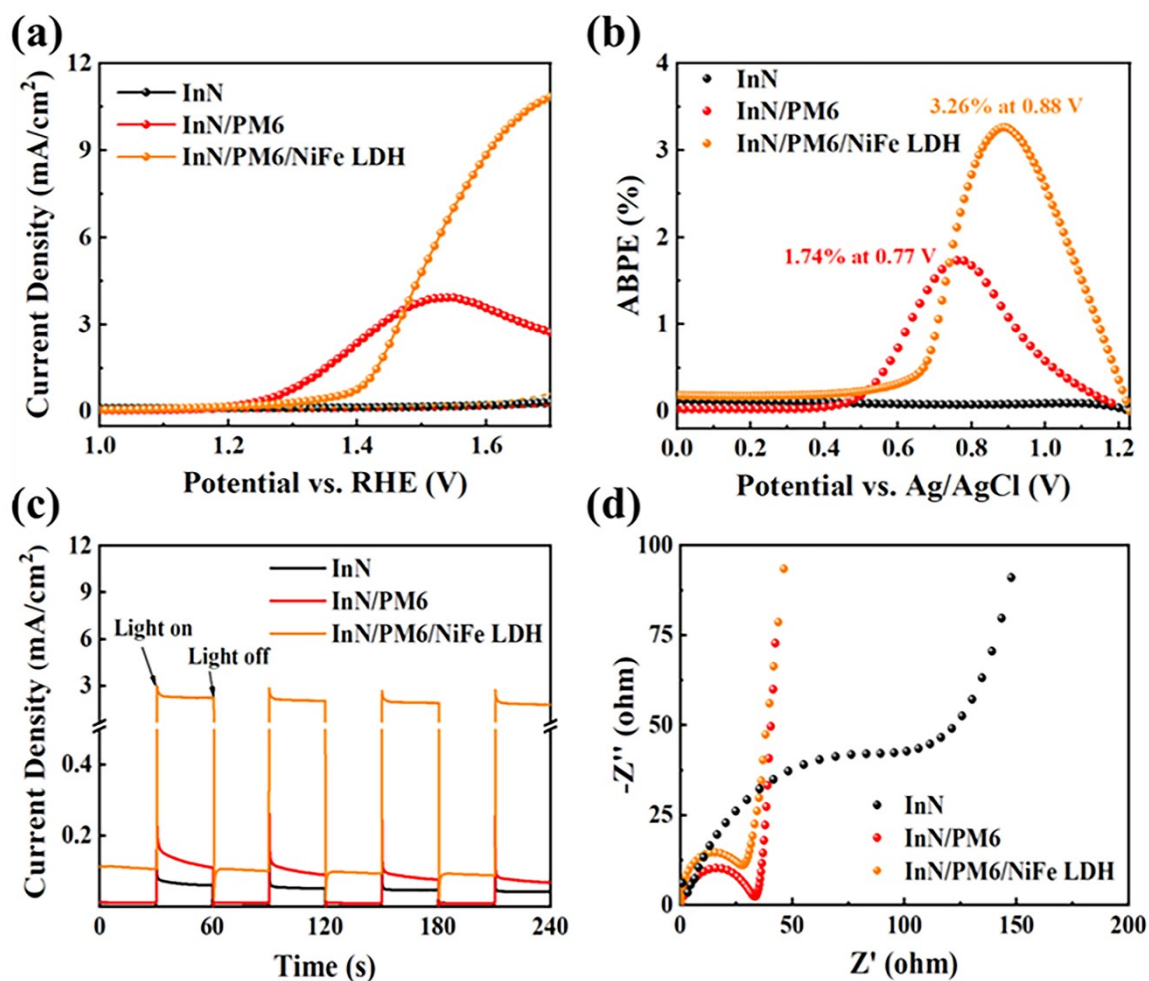 (a)
12
9
6
3
0
Current Density (mA/cm²)
InN
InN/PM6
InN/PM6/NiFe LDH
1.0 1.2 1.4 1.6
Potential vs. RHE (V)
(b)
4
3
2
1
0
ABPE (%)
InN
InN/PM6
InN/PM6/NiFe LDH
3.26% at 0.88 V
1.74% at 0.77 V
0.0 0.2 0.4 0.6 0.8 1.0 1.2
Potential vs. Ag/AgCl (V)
(c)
12
9
6
3
0.4
0.2
Current Density (mA/cm²)
InN
InN/PM6
InN/PM6/NiFe LDH
Light on
Light off
0 60 120 180 240
Time (s)
(d)
100
75
50
25
0
-Z'' (ohm)
InN
InN/PM6
InN/PM6/NiFe LDH
0 50 100 150 200
Z' (ohm)